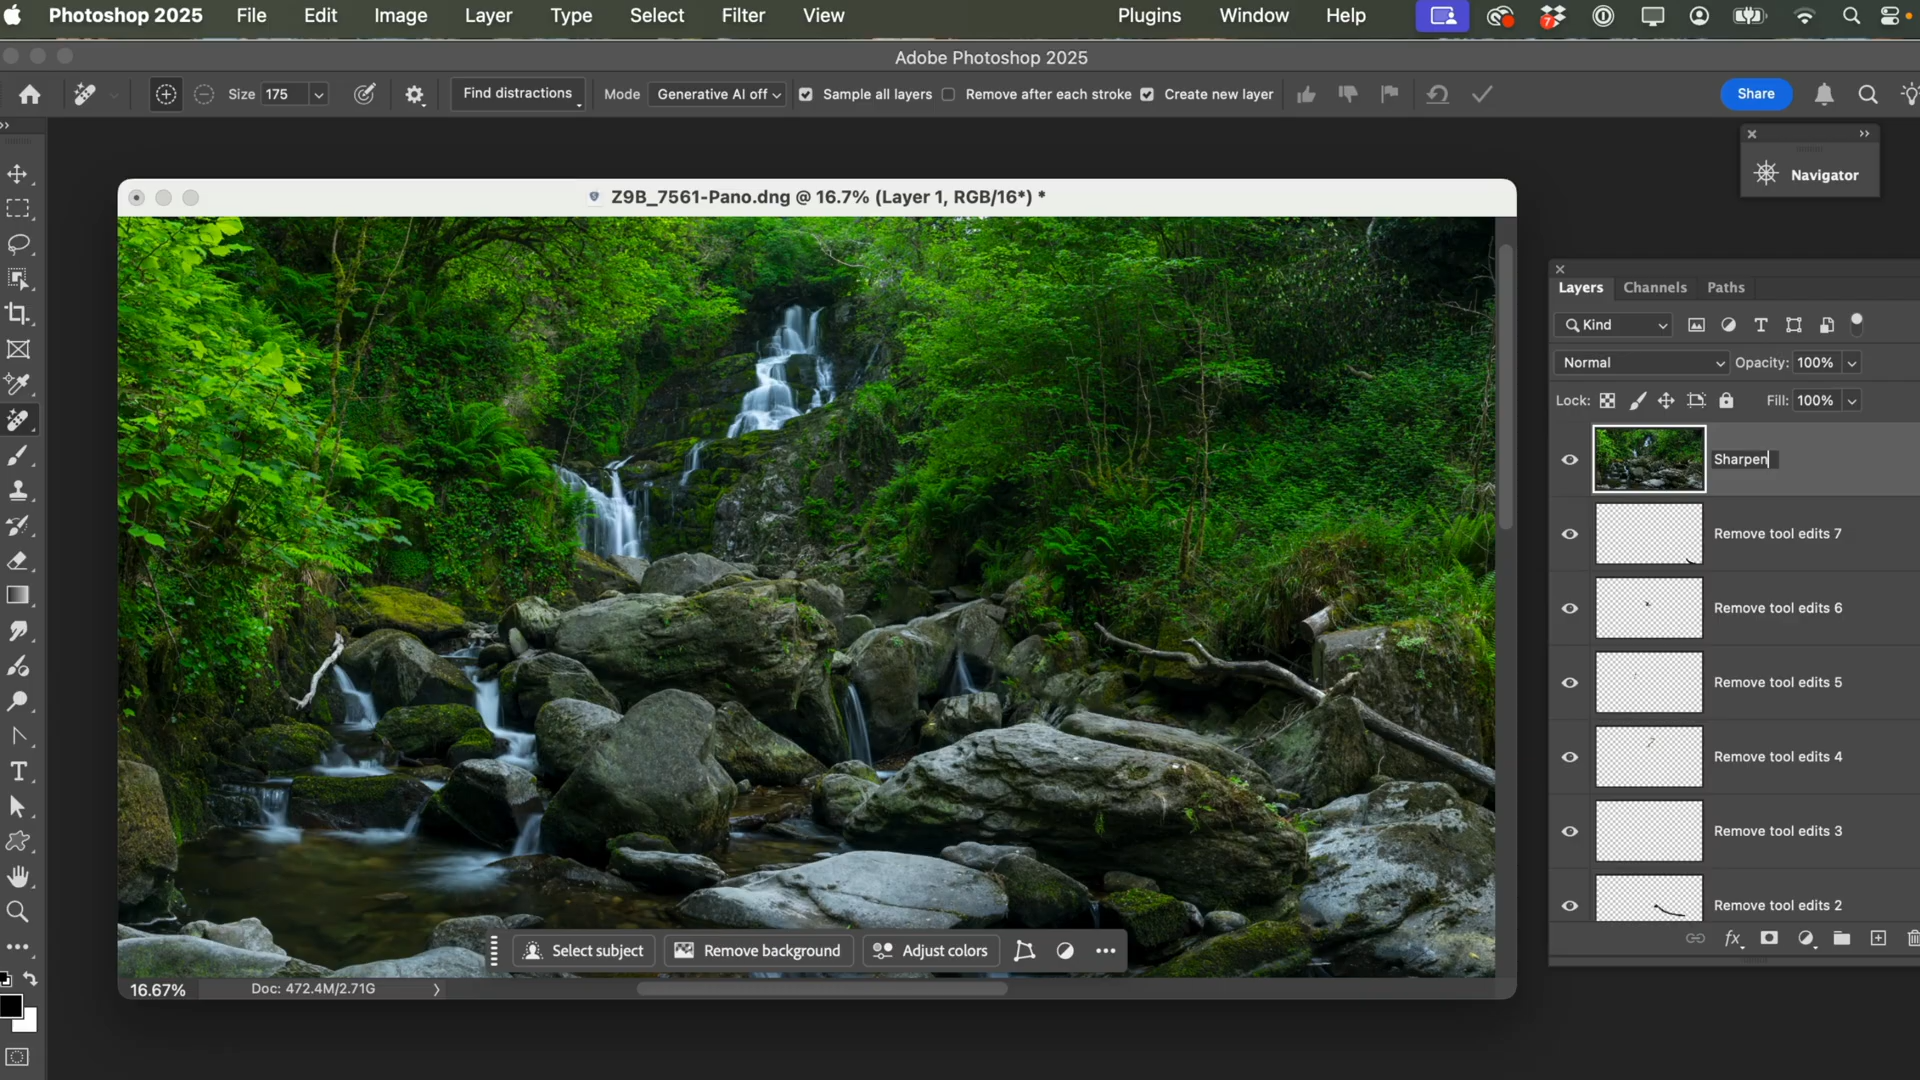 Photoshop 2025 File Edit Image Layer Type Select Filter View Plugins Window Help
7
Adobe Photoshop 2025
Size 175 Find distractions Mode Generative AI off Sample all layers Remove after each stroke Create new layer Share
Navigator
Z9B_7561-Pano.dng @ 16.7% (Layer 1, RGB/16*) *
Layers Channels Paths
Kind
Normal Opacity: 100%
Lock: Fill: 100%
Sharpen
Remove tool edits 7
Remove tool edits 6
Remove tool edits 5
Remove tool edits 4
Remove tool edits 3
Remove tool edits 2
fx
Select subject Remove background Adjust colors
16.67% Doc: 472.4M/2.71G